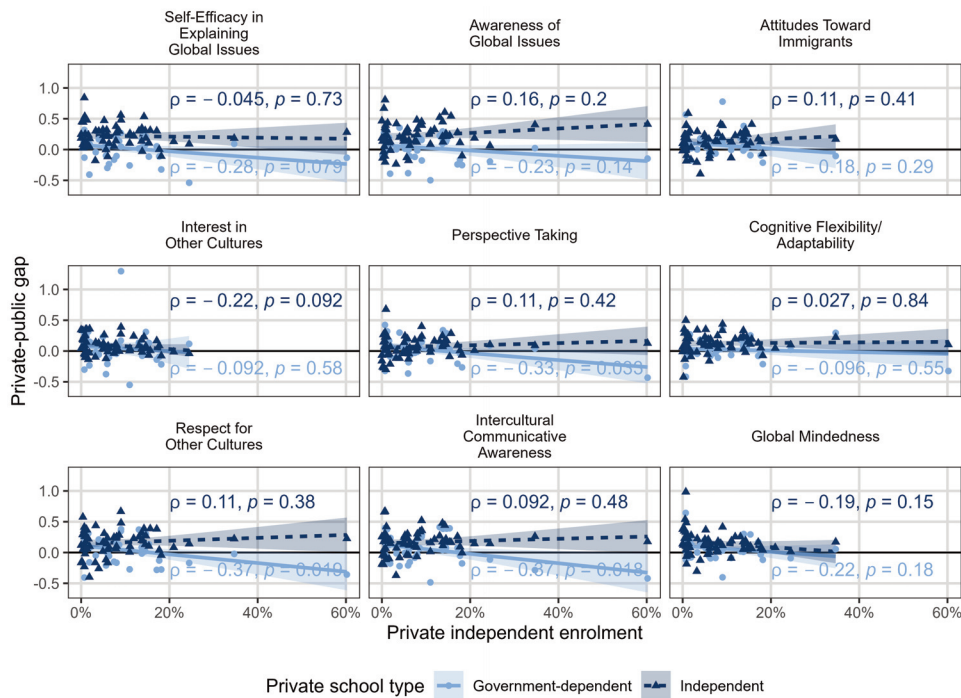 Self-Efficacy in
Explaining
Global Issues
Awareness of
Global Issues
Attitudes Toward
Immigrants
1.0
0.5
0.0
-0.5
ρ = − 0.045, p = 0.73
ρ = − 0.28, p = 0.079
ρ = 0.16, p = 0.2
ρ = − 0.23, p = 0.14
ρ = 0.11, p = 0.41
ρ = − 0.18, p = 0.29
Interest in
Other Cultures
Perspective Taking
Cognitive Flexibility/
Adaptability
Private-public gap
1.0
0.5
0.0
-0.5
ρ = − 0.22, p = 0.092
ρ = − 0.092, p = 0.58
ρ = 0.11, p = 0.42
ρ = − 0.33, p = 0.033
ρ = 0.027, p = 0.84
ρ = − 0.096, p = 0.55
Respect for
Other Cultures
Intercultural
Communicative
Awareness
Global Mindedness
1.0
0.5
0.0
-0.5
ρ = 0.11, p = 0.38
ρ = − 0.37, p =
ρ = 0.092, p = 0.48
ρ = − 0.37, p = 0.018
ρ = − 0.19, p = 0.15
ρ = − 0.22, p = 0.18
0% 20% 40% 60%
0% 20% 40% 60%
0% 20% 40% 60%
Private independent enrolment
Private school type Government-dependent Independent